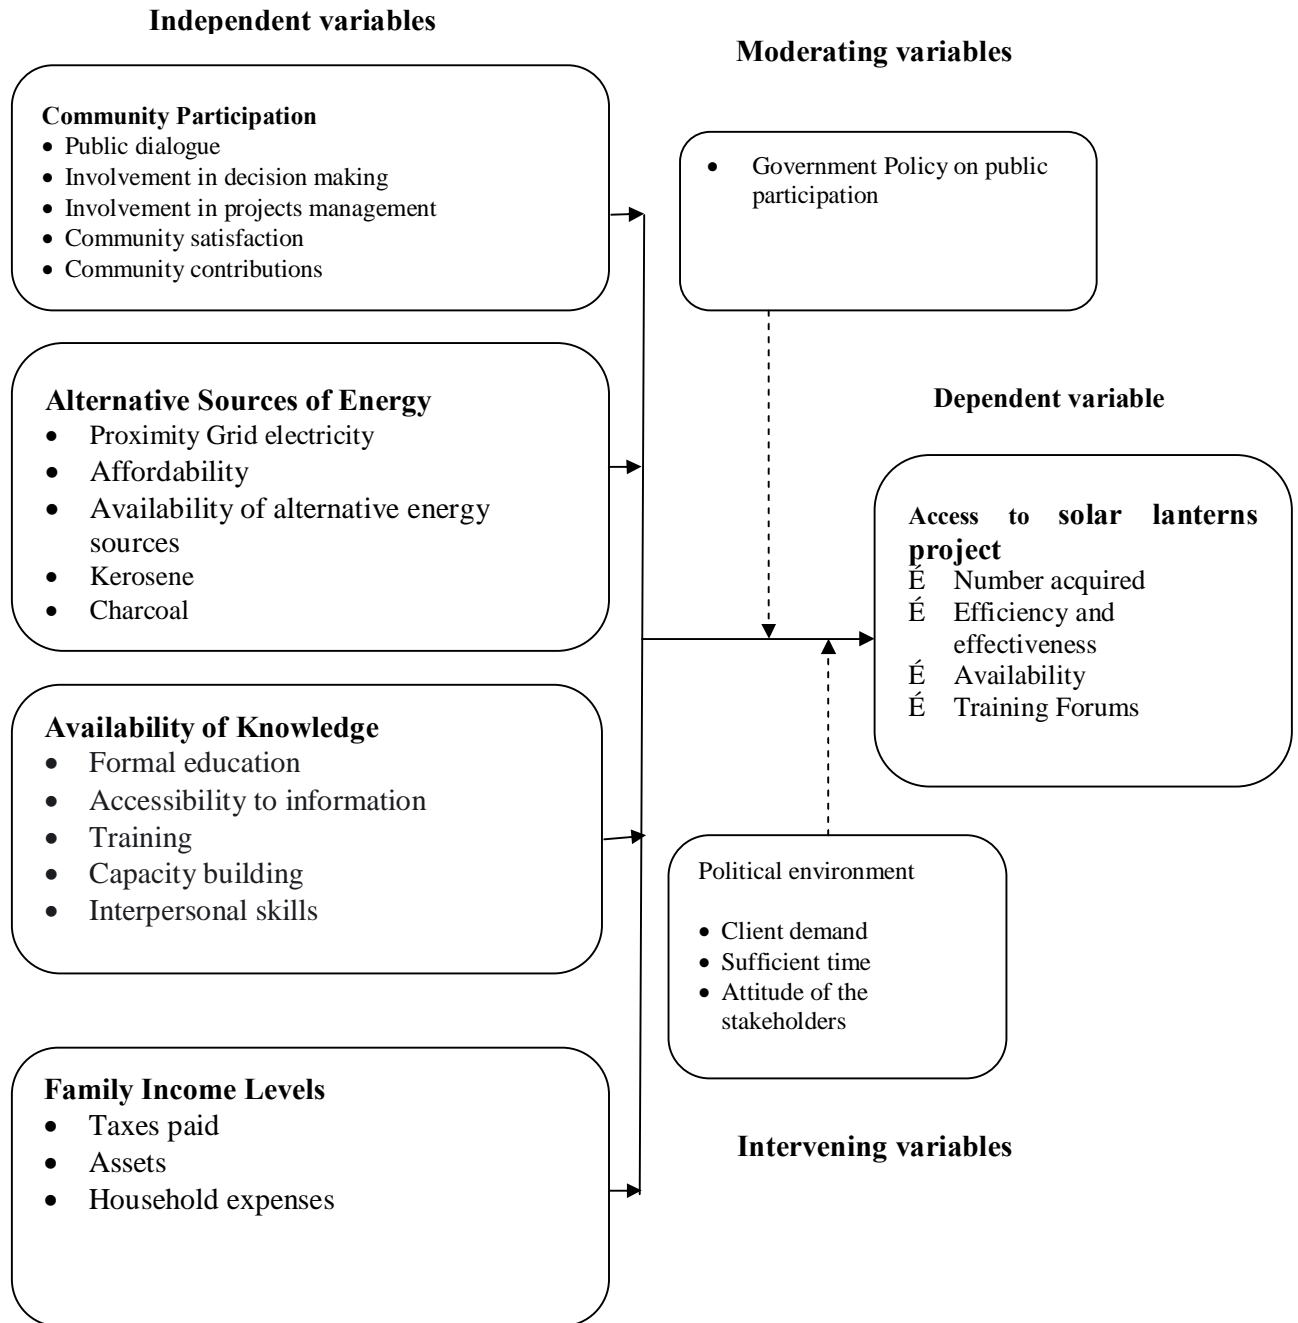 Independent variables
Community Participation
• Public dialogue
• Involvement in decision making
• Involvement in projects management
• Community satisfaction
• Community contributions
Alternative Sources of Energy
• Proximity Grid electricity
• Affordability
• Availability of alternative energy
sources
• Kerosene
• Charcoal
Availability of Knowledge
• Formal education
• Accessibility to information
• Training
• Capacity building
• Interpersonal skills
Family Income Levels
• Taxes paid
• Assets
• Household expenses
Moderating variables
• Government Policy on public
participation
Dependent variable
Access to solar lanterns
project
É Number acquired
É Efficiency and
effectiveness
É Availability
É Training Forums
Political environment
• Client demand
• Sufficient time
• Attitude of the
stakeholders
Intervening variables